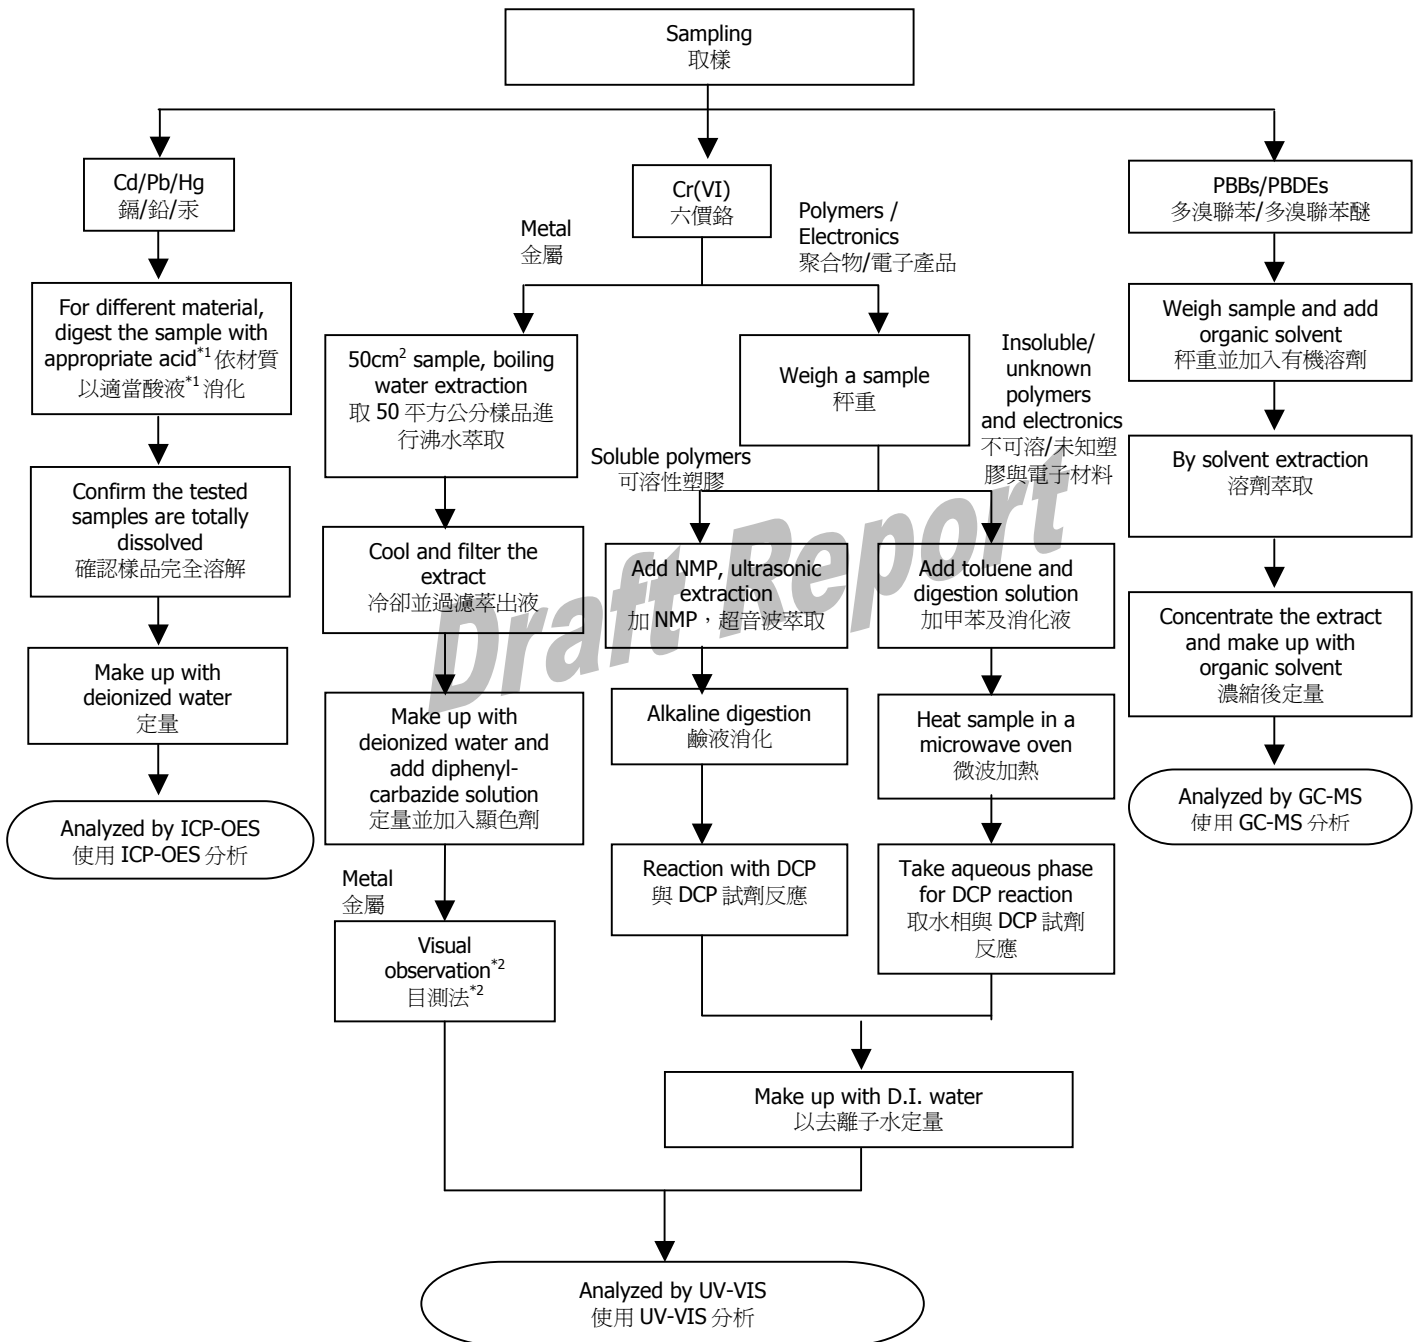 Sampling
取樣
Cd/Pb/Hg
鎘/鉛/汞
For different material,
digest the sample with
appropriate acid*1 依材質
以適當酸液*1 消化
Confirm the tested
samples are totally
dissolved
確認樣品完全溶解
Make up with
deionized water
定量
Analyzed by ICP-OES
使用 ICP-OES 分析
Cr(VI)
六價鉻
Metal
金屬
50cm2 sample, boiling
water extraction
取 50 平方公分樣品進
行沸水萃取
Cool and filter the
extract
冷卻並過濾萃出液
Make up with
deionized water and
add diphenyl-
carbazide solution
定量並加入顯色劑
Metal
金屬
Visual
observation*2
目測法*2
Polymers /
Electronics
聚合物/電子產品
Weigh a sample
秤重
Soluble polymers
可溶性塑膠
Add NMP, ultrasonic
extraction
加 NMP，超音波萃取
Alkaline digestion
鹼液消化
Reaction with DCP
與 DCP 試劑反應
Insoluble/
unknown
polymers
and electronics
不可溶/未知塑
膠與電子材料
Add toluene and
digestion solution
加甲苯及消化液
Heat sample in a
microwave oven
微波加熱
Take aqueous phase
for DCP reaction
取水相與 DCP 試劑
反應
Make up with D.I. water
以去離子水定量
Analyzed by UV-VIS
使用 UV-VIS 分析
PBBs/PBDEs
多溴聯苯/多溴聯苯醚
Weigh sample and add
organic solvent
秤重並加入有機溶劑
By solvent extraction
溶劑萃取
Concentrate the extract
and make up with
organic solvent
濃縮後定量
Analyzed by GC-MS
使用 GC-MS 分析
Draft Report